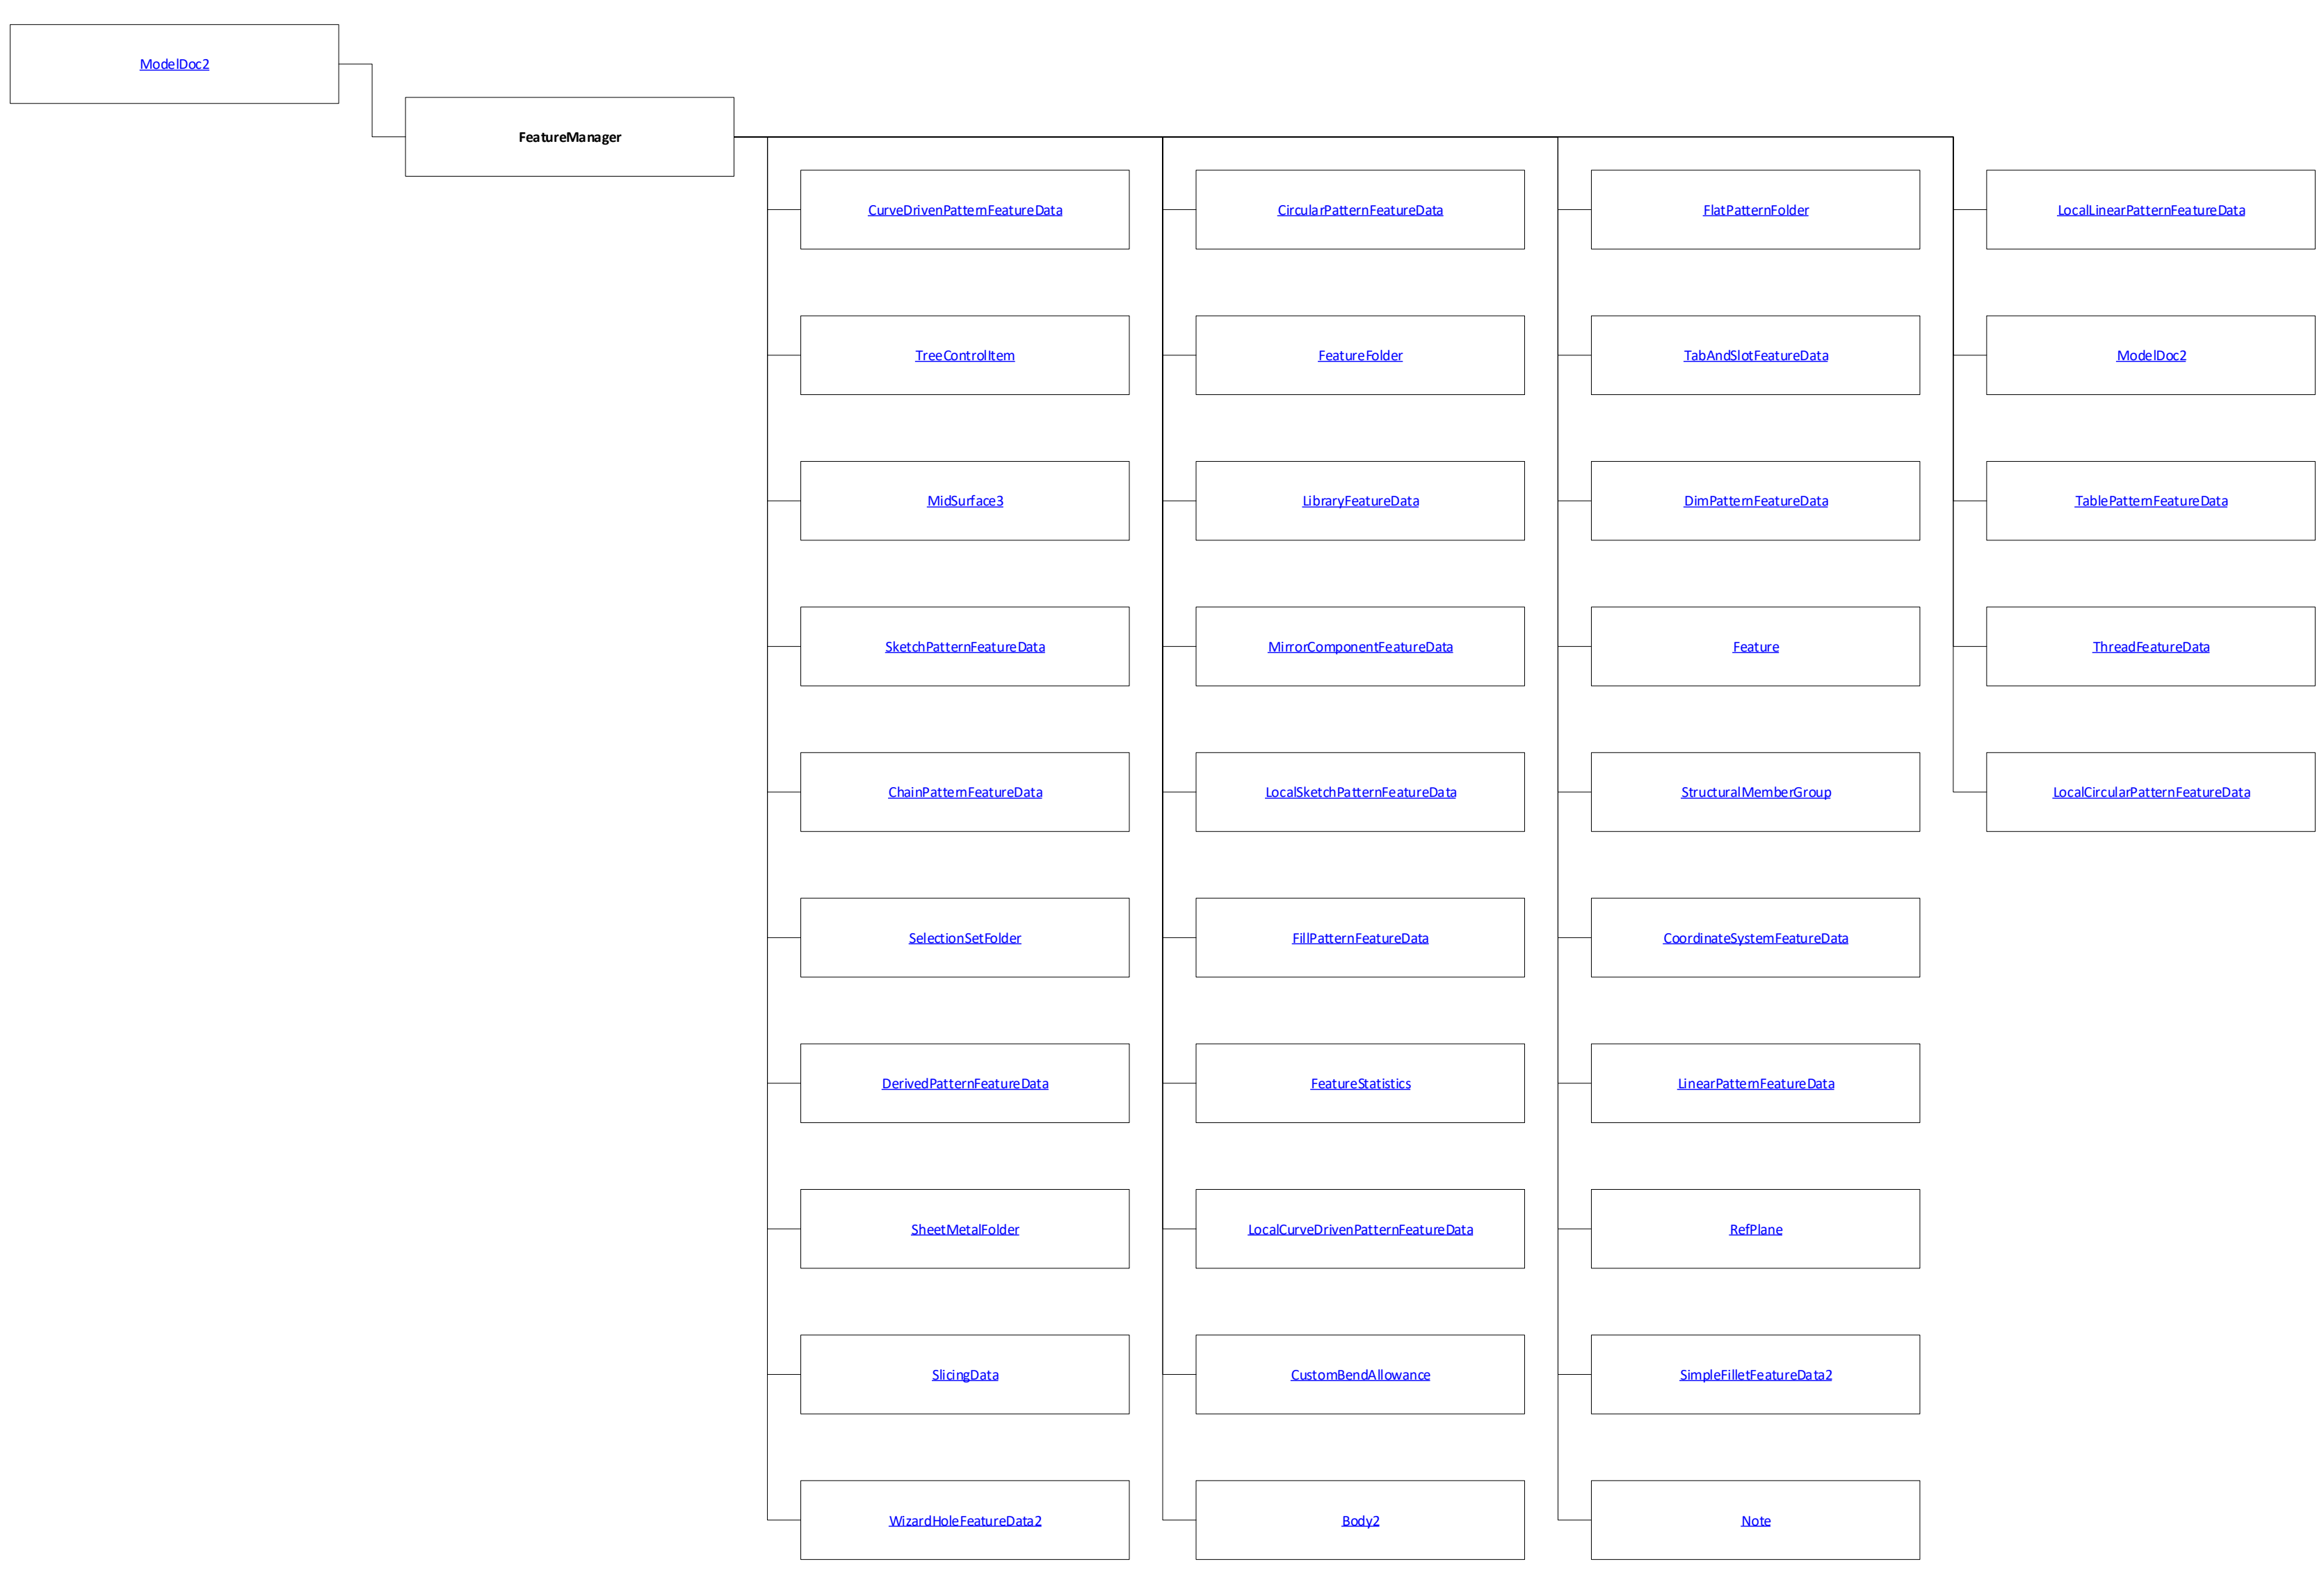 ModelDoc2
FeatureManager
CurveDrivenPatternFeatureData
CircularPatternFeatureData
FlatPatternFolder
LocalLinearPatternFeatureData
TreeControlItem
FeatureFolder
TabAndSlotFeatureData
ModelDoc2
MidSurface3
LibraryFeatureData
DimPatternFeatureData
TablePatternFeatureData
SketchPatternFeatureData
MirrorComponentFeatureData
Feature
ThreadFeatureData
ChainPatternFeatureData
LocalSketchPatternFeatureData
StructuralMemberGroup
LocalCircularPatternFeatureData
SelectionSetFolder
FillPatternFeatureData
CoordinateSystemFeatureData
DerivedPatternFeatureData
FeatureStatistics
LinearPatternFeatureData
SheetMetalFolder
LocalCurveDrivenPatternFeatureData
RefPlane
SlicingData
CustomBendAllowance
SimpleFilletFeatureData2
WizardHoleFeatureData2
Body2
Note